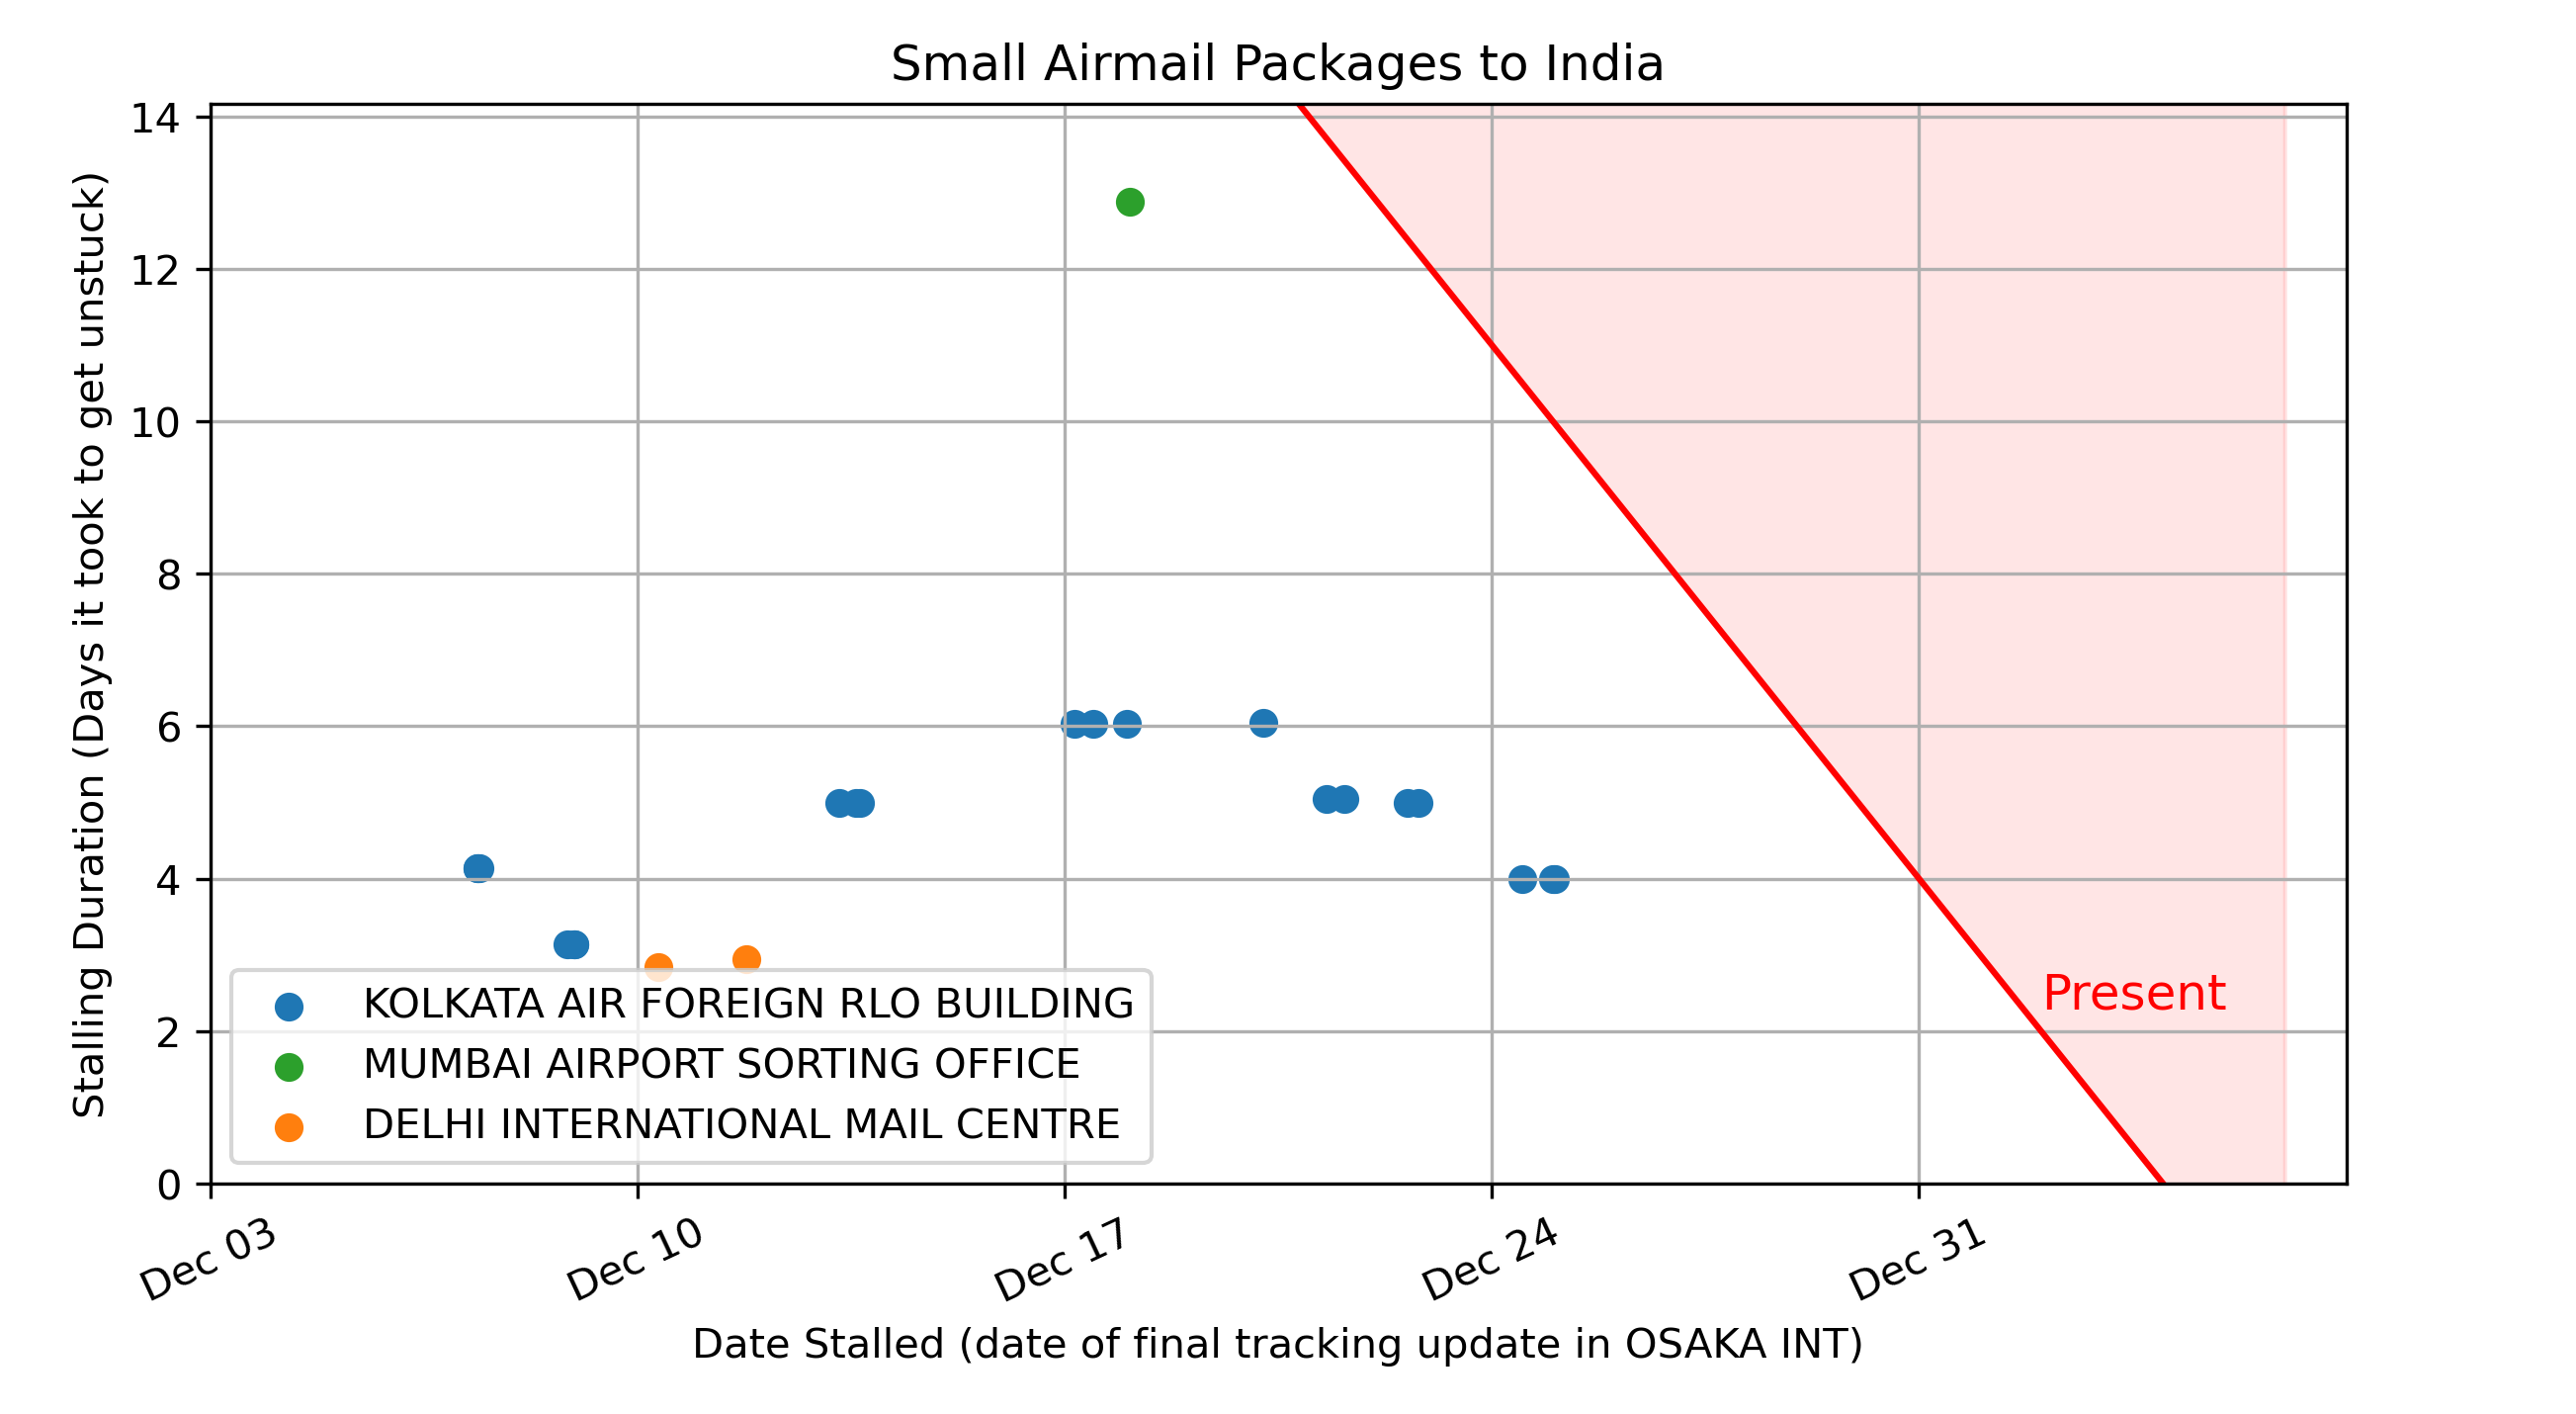 Small Airmail Packages to India
Stalling Duration (Days it took to get unstuck)
14
12
10
8
6
4
2
0
Present
KOLKATA AIR FOREIGN RLO BUILDING
MUMBAI AIRPORT SORTING OFFICE
DELHI INTERNATIONAL MAIL CENTRE
Dec 03
Dec 10
Dec 17
Dec 24
Dec 31
Date Stalled (date of final tracking update in OSAKA INT)